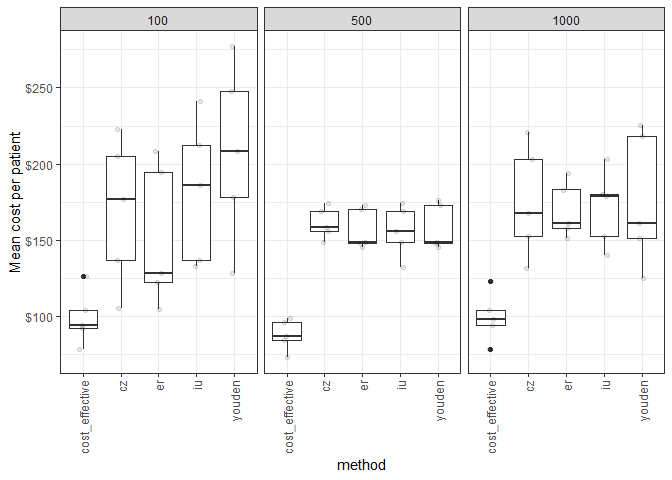 100
500
1000
Mean cost per patient
$250
$200
$150
$100
cost_effective
cz
er
iu
youden
cost_effective
cz
er
iu
youden
cost_effective
cz
er
iu
youden
method